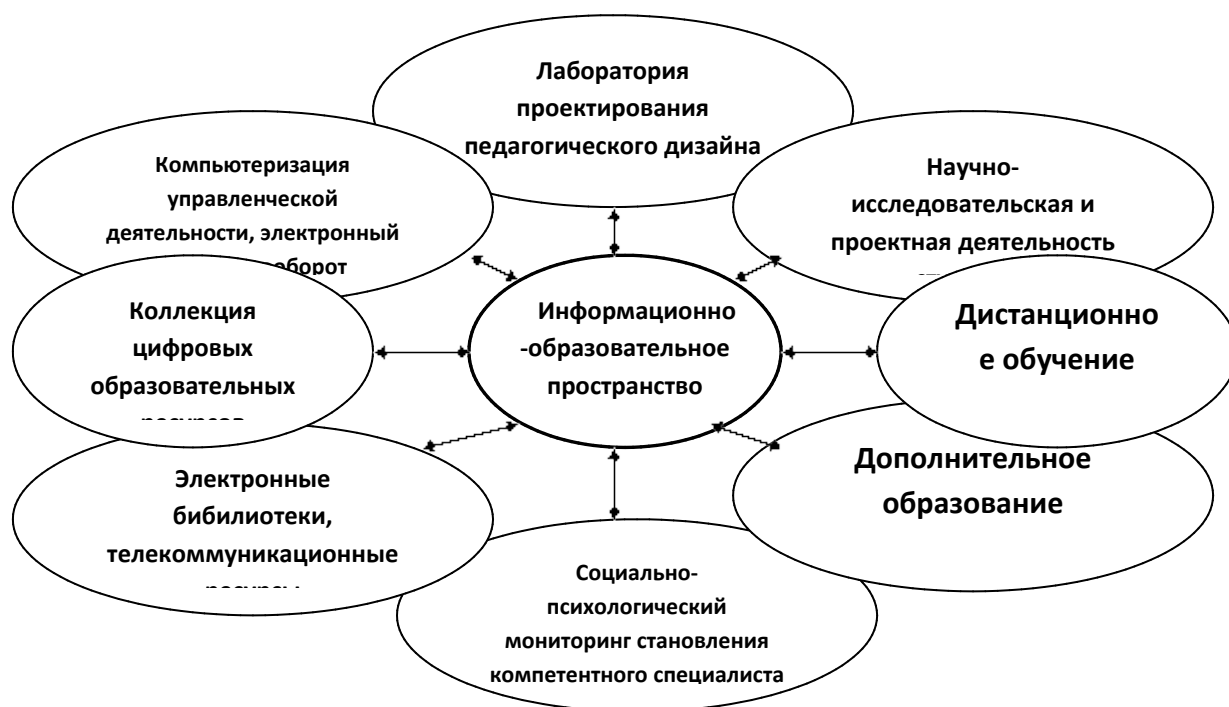 Лаборатория
проектирования
педагогического дизайна
Компьютеризация
управленческой
деятельности, электронный
Научно-
исследовательская и
проектная деятельность
Коллекция
цифровых
образовательных
Информационно
-образовательное
пространство
Дистанционно
е обучение
Электронные
бибилиотеки,
телекоммуникационные
Дополнительное
образование
Социально-
психологический
мониторинг становления
компетентного специалиста